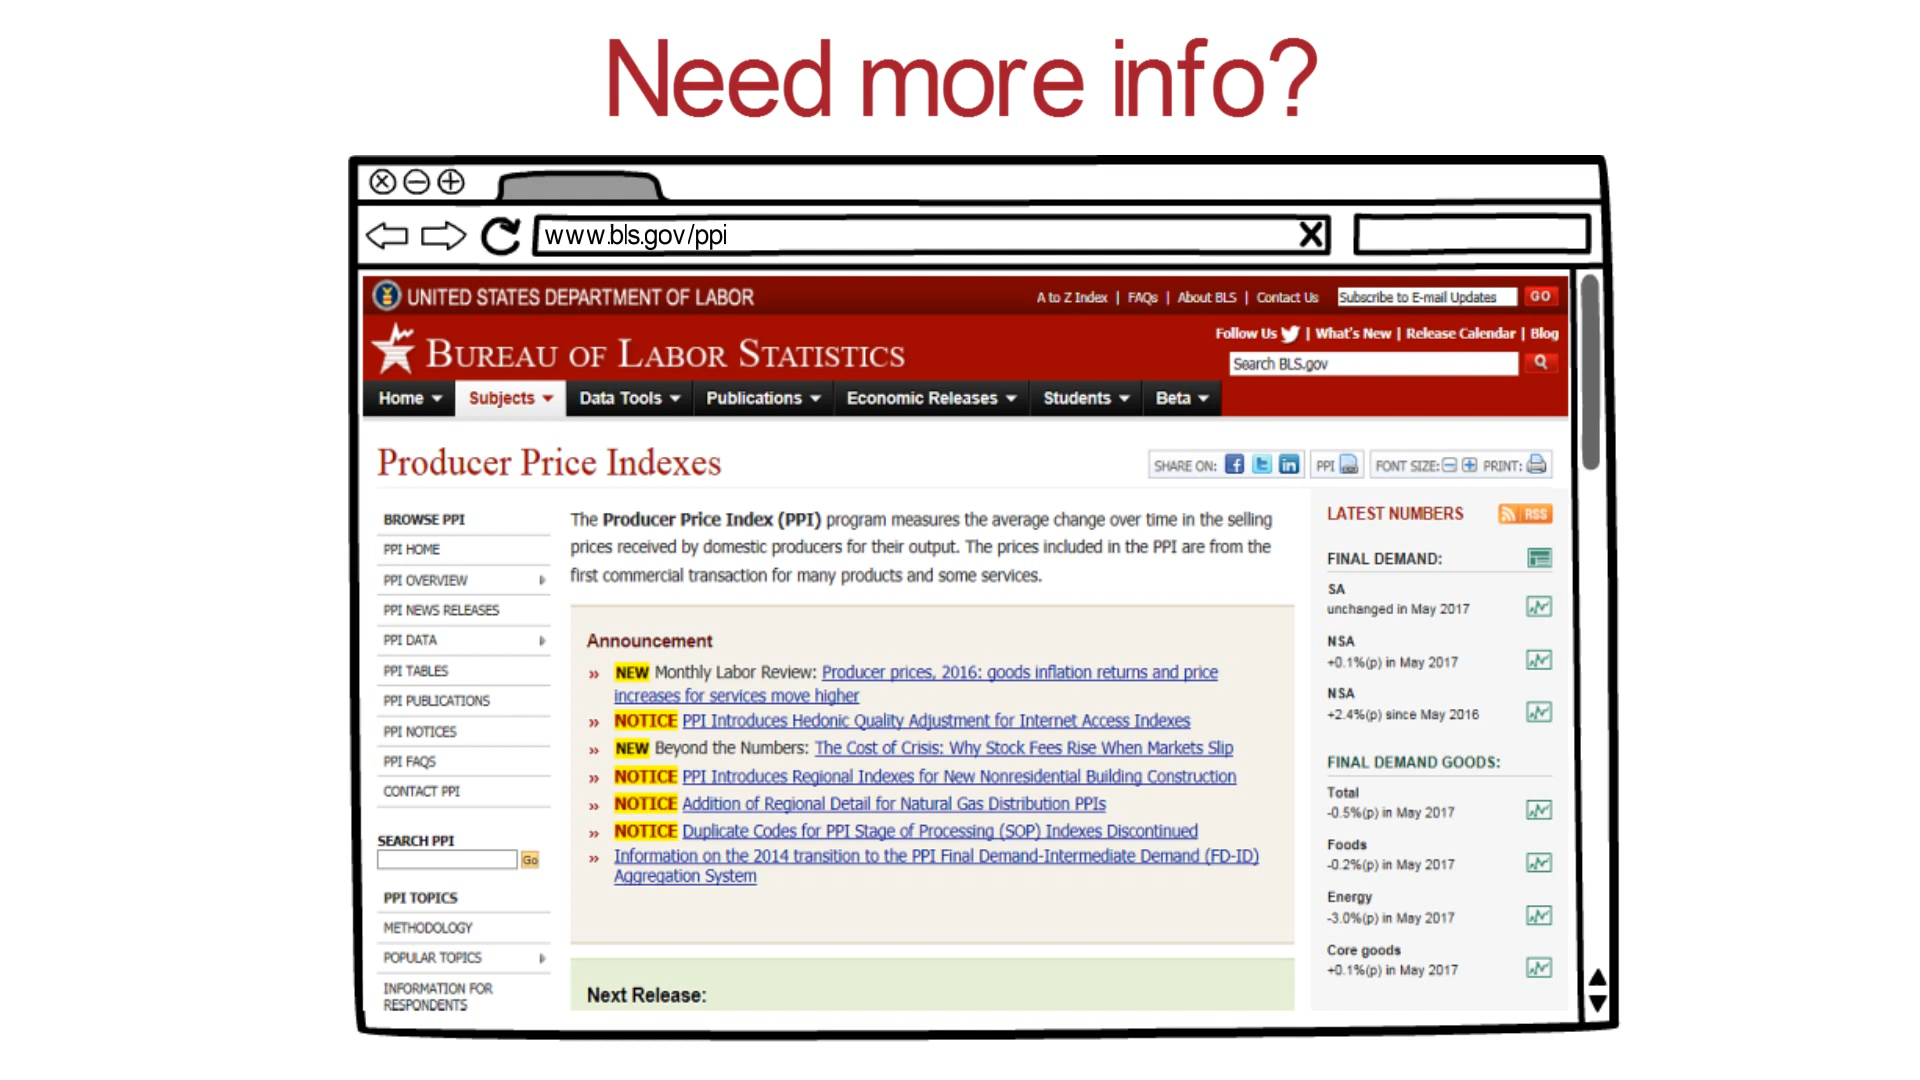 Need more info?
www.bls.gov/ppi
UNITED STATES DEPARTMENT OF LABOR
A to Z Index | FAQs | About BLS | Contact Us
Subscribe to E-mail Updates
GO
Follow Us | What's New | Release Calendar | Blog
BUREAU OF LABOR STATISTICS
Search BLS.gov
Home
Subjects
Data Tools
Publications
Economic Releases
Students
Beta
Producer Price Indexes
SHARE ON:
PPI
FONT SIZE:
PRINT:
BROWSE PPI
PPI HOME
PPI OVERVIEW
PPI NEWS RELEASES
PPI DATA
PPI TABLES
PPI PUBLICATIONS
PPI NOTICES
PPI FAQS
CONTACT PPI
SEARCH PPI
Go
PPI TOPICS
METHODOLOGY
POPULAR TOPICS
INFORMATION FOR
RESPONDENTS
The Producer Price Index (PPI) program measures the average change over time in the selling
prices received by domestic producers for their output. The prices included in the PPI are from the
first commercial transaction for many products and some services.
Announcement
» NEW Monthly Labor Review: Producer prices, 2016: goods inflation returns and price
increases for services move higher
» NOTICE PPI Introduces Hedonic Quality Adjustment for Internet Access Indexes
» NEW Beyond the Numbers: The Cost of Crisis: Why Stock Fees Rise When Markets Slip
» NOTICE PPI Introduces Regional Indexes for New Nonresidential Building Construction
» NOTICE Addition of Regional Detail for Natural Gas Distribution PPIs
» NOTICE Duplicate Codes for PPI Stage of Processing (SOP) Indexes Discontinued
» Information on the 2014 transition to the PPI Final Demand-Intermediate Demand (FD-ID)
Aggregation System
Next Release:
LATEST NUMBERS
RSS
FINAL DEMAND:
SA
unchanged in May 2017
NSA
+0.1%(p) in May 2017
NSA
+2.4%(p) since May 2016
FINAL DEMAND GOODS:
Total
-0.5%(p) in May 2017
Foods
-0.2%(p) in May 2017
Energy
-3.0%(p) in May 2017
Core goods
+0.1%(p) in May 2017